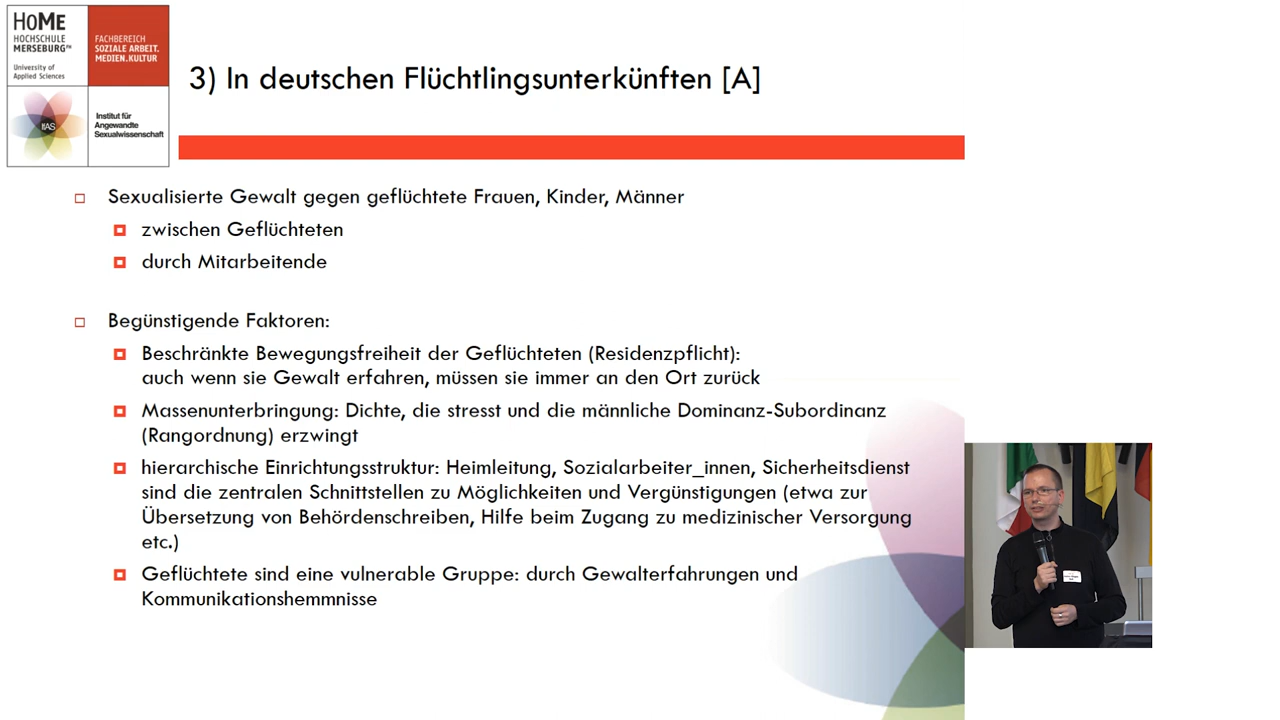 HoMe
HOCHSCHULE
MERSEBURG
University of
Applied Sciences
FACHBEREICH
SOZIALE ARBEIT.
MEDIEN.KULTUR
IfAS
Institut für
Angewandte
Sexualwissenschaft
3) In deutschen Flüchtlingsunterkünften [A]
Sexualisierte Gewalt gegen geflüchtete Frauen, Kinder, Männer
zwischen Geflüchteten
durch Mitarbeitende
Begünstigende Faktoren:
Beschränkte Bewegungsfreiheit der Geflüchteten (Residenzpflicht):
auch wenn sie Gewalt erfahren, müssen sie immer an den Ort zurück
Massenunterbringung: Dichte, die stresst und die männliche Dominanz-Subordinanz
(Rangordnung) erzwingt
hierarchische Einrichtungsstruktur: Heimleitung, Sozialarbeiter_innen, Sicherheitsdienst
sind die zentralen Schnittstellen zu Möglichkeiten und Vergünstigungen (etwa zur
Übersetzung von Behördenschreiben, Hilfe beim Zugang zu medizinischer Versorgung
etc.)
Geflüchtete sind eine vulnerable Gruppe: durch Gewalterfahrungen und
Kommunikationshemmnisse